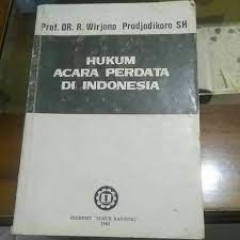 Prof. DR. R. Wirjono Prodjodikoro SH
HUKUM
ACARA PERDATA
DI INDONESIA